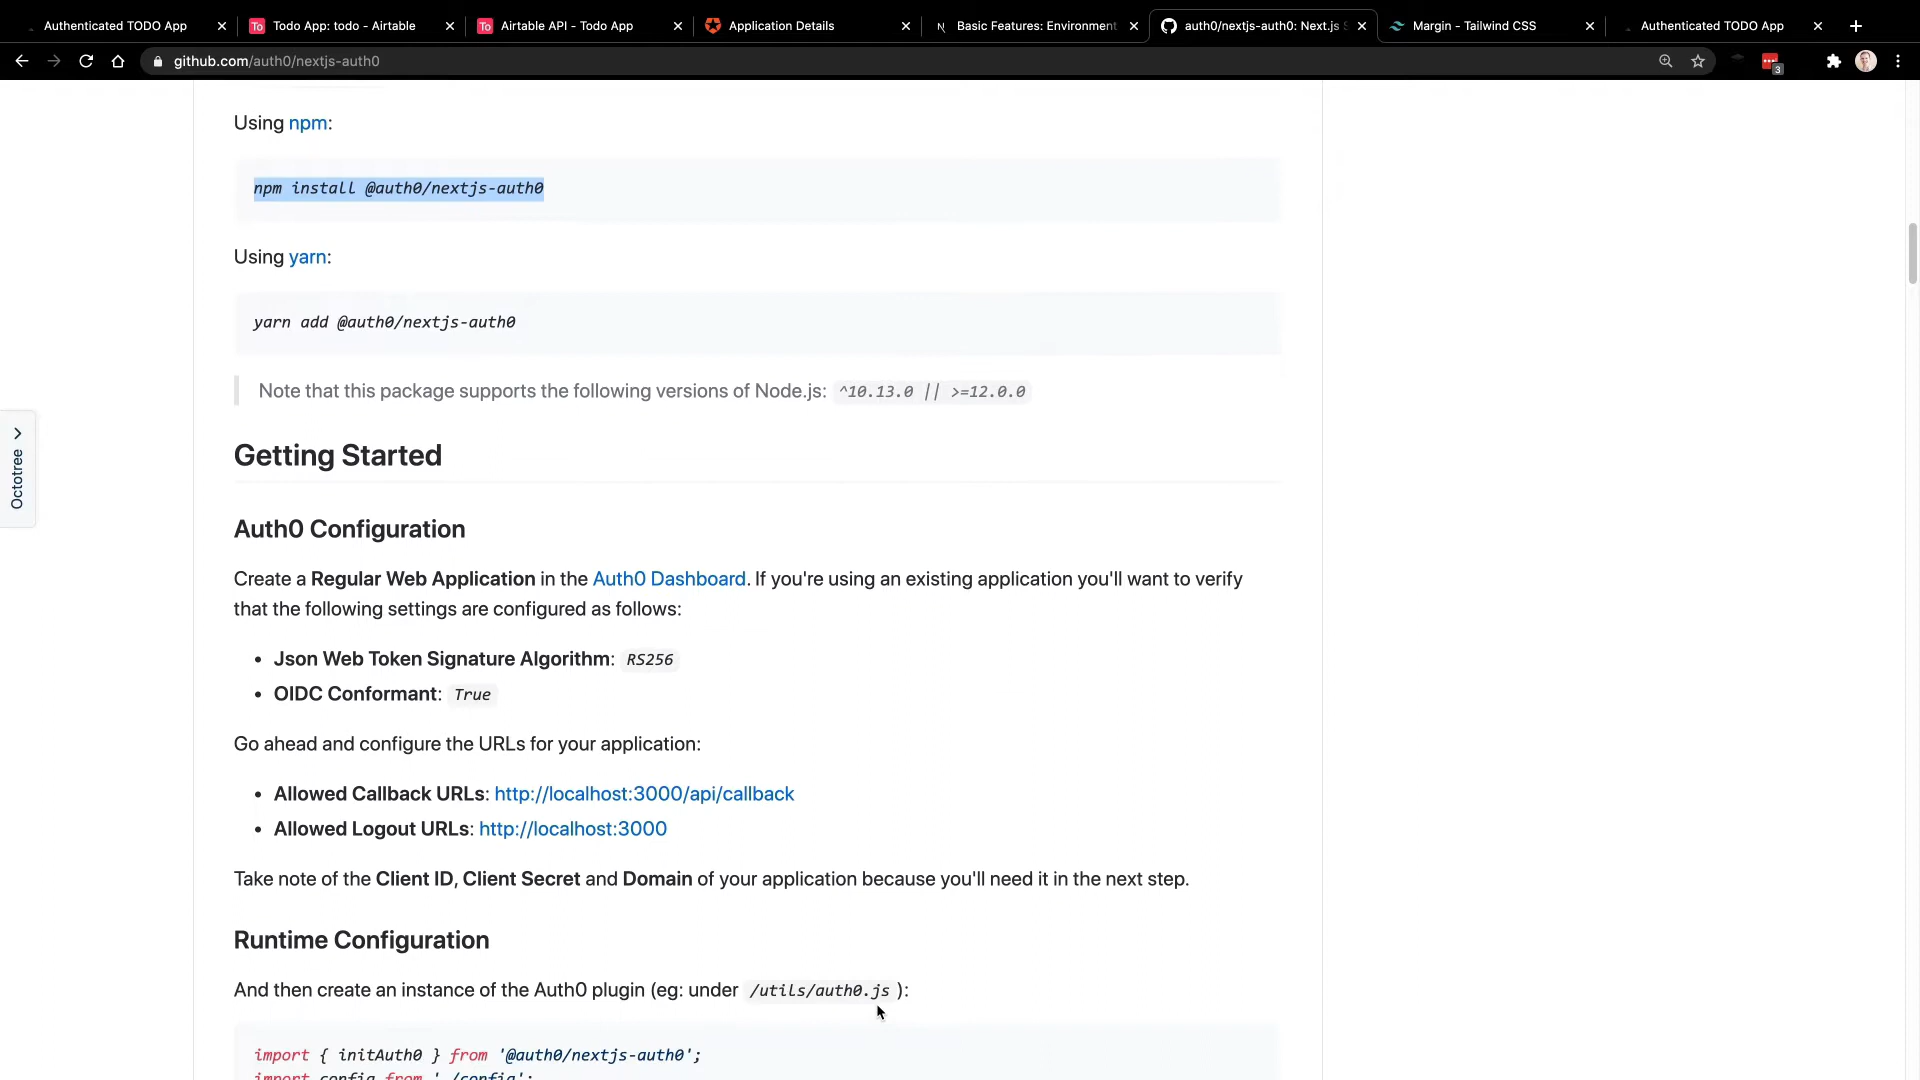 Authenticated TODO App
Todo App: todo - Airtable
Airtable API - Todo App
Application Details
Basic Features: Environment
auth0/nextjs-auth0: Next.js S
Margin - Tailwind CSS
Authenticated TODO App
github.com/auth0/nextjs-auth0
3
Using npm:
npm install @auth0/nextjs-auth0
Using yarn:
yarn add @auth0/nextjs-auth0
Note that this package supports the following versions of Node.js: ^10.13.0 || >=12.0.0
Octotree
Getting Started
Auth0 Configuration
Create a Regular Web Application in the Auth0 Dashboard. If you're using an existing application you'll want to verify
that the following settings are configured as follows:
• Json Web Token Signature Algorithm: RS256
• OIDC Conformant: True
Go ahead and configure the URLs for your application:
• Allowed Callback URLs: http://localhost:3000/api/callback
• Allowed Logout URLs: http://localhost:3000
Take note of the Client ID, Client Secret and Domain of your application because you'll need it in the next step.
Runtime Configuration
And then create an instance of the Auth0 plugin (eg: under /utils/auth0.js ):
import { initAuth0 } from '@auth0/nextjs-auth0';
import config from './config';